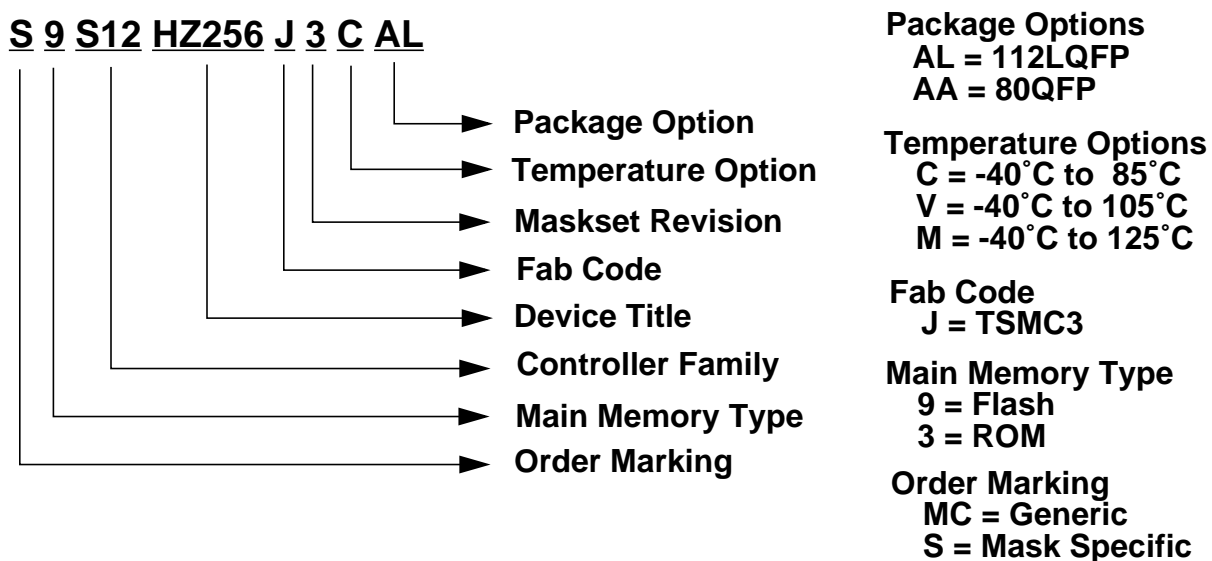 S 9 S12 HZ256 J 3 C AL
Package Option
Temperature Option
Maskset Revision
Fab Code
Device Title
Controller Family
Main Memory Type
Order Marking
Package Options
AL = 112LQFP
AA = 80QFP
Temperature Options
C = -40˚C to 85˚C
V = -40˚C to 105˚C
M = -40˚C to 125˚C
Fab Code
J = TSMC3
Main Memory Type
9 = Flash
3 = ROM
Order Marking
MC = Generic
S = Mask Specific